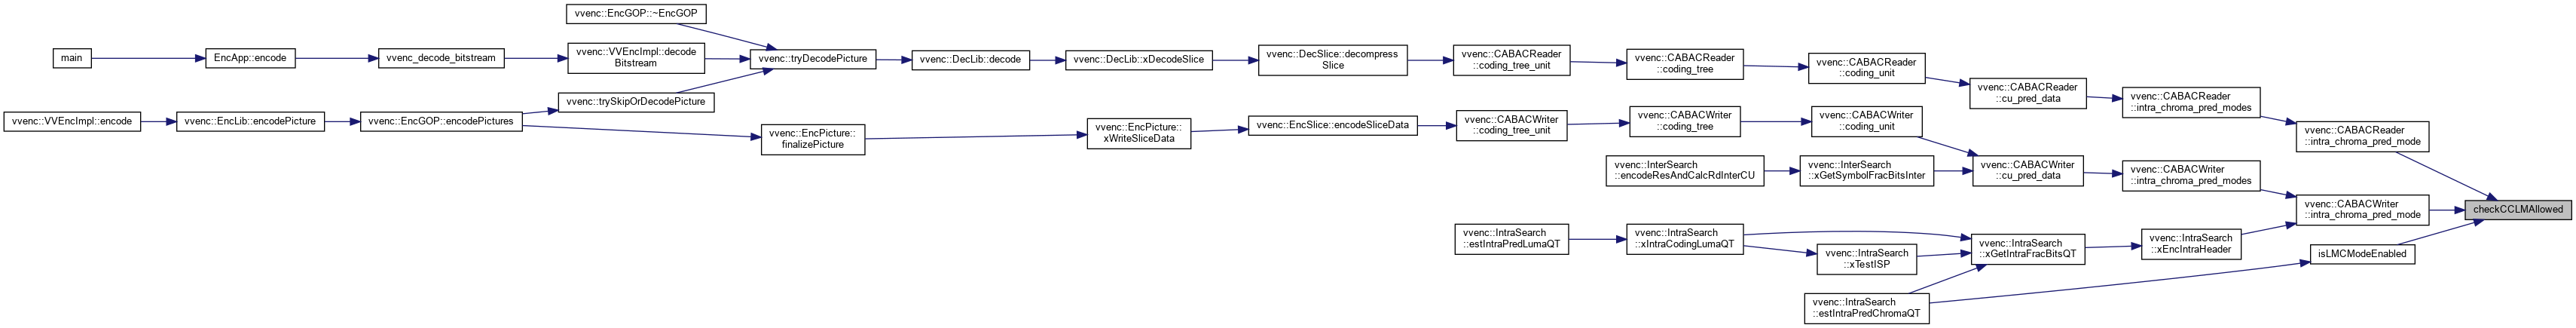 vvenc::EncGOP::~EncGOP
main
EncApp::encode
vvenc_decode_bitstream
vvenc::VVEncImpl::decode
Bitstream
vvenc::tryDecodePicture
vvenc::DecLib::decode
vvenc::DecLib::xDecodeSlice
vvenc::DecSlice::decompress
Slice
vvenc::CABACReader
::coding_tree_unit
vvenc::CABACReader
::coding_tree
vvenc::CABACReader
::coding_unit
vvenc::CABACReader
::cu_pred_data
vvenc::CABACReader
::intra_chroma_pred_modes
vvenc::CABACReader
::intra_chroma_pred_mode
vvenc::trySkipOrDecodePicture
vvenc::VVEncImpl::encode
vvenc::EncLib::encodePicture
vvenc::EncGOP::encodePictures
vvenc::EncPicture::
finalizePicture
vvenc::EncPicture::
xWriteSliceData
vvenc::EncSlice::encodeSliceData
vvenc::CABACWriter
::coding_tree_unit
vvenc::CABACWriter
::coding_tree
vvenc::CABACWriter
::coding_unit
vvenc::InterSearch
::encodeResAndCalcRdInterCU
vvenc::InterSearch
::xGetSymbolFracBitsInter
vvenc::CABACWriter
::cu_pred_data
vvenc::CABACWriter
::intra_chroma_pred_modes
vvenc::CABACWriter
::intra_chroma_pred_mode
checkCCLMAllowed
vvenc::IntraSearch
::estIntraPredLumaQT
vvenc::IntraSearch
::xIntraCodingLumaQT
vvenc::IntraSearch
::xTestISP
vvenc::IntraSearch
::xGetIntraFracBitsQT
vvenc::IntraSearch
::xEncIntraHeader
isLMCModeEnabled
vvenc::IntraSearch
::estIntraPredChromaQT